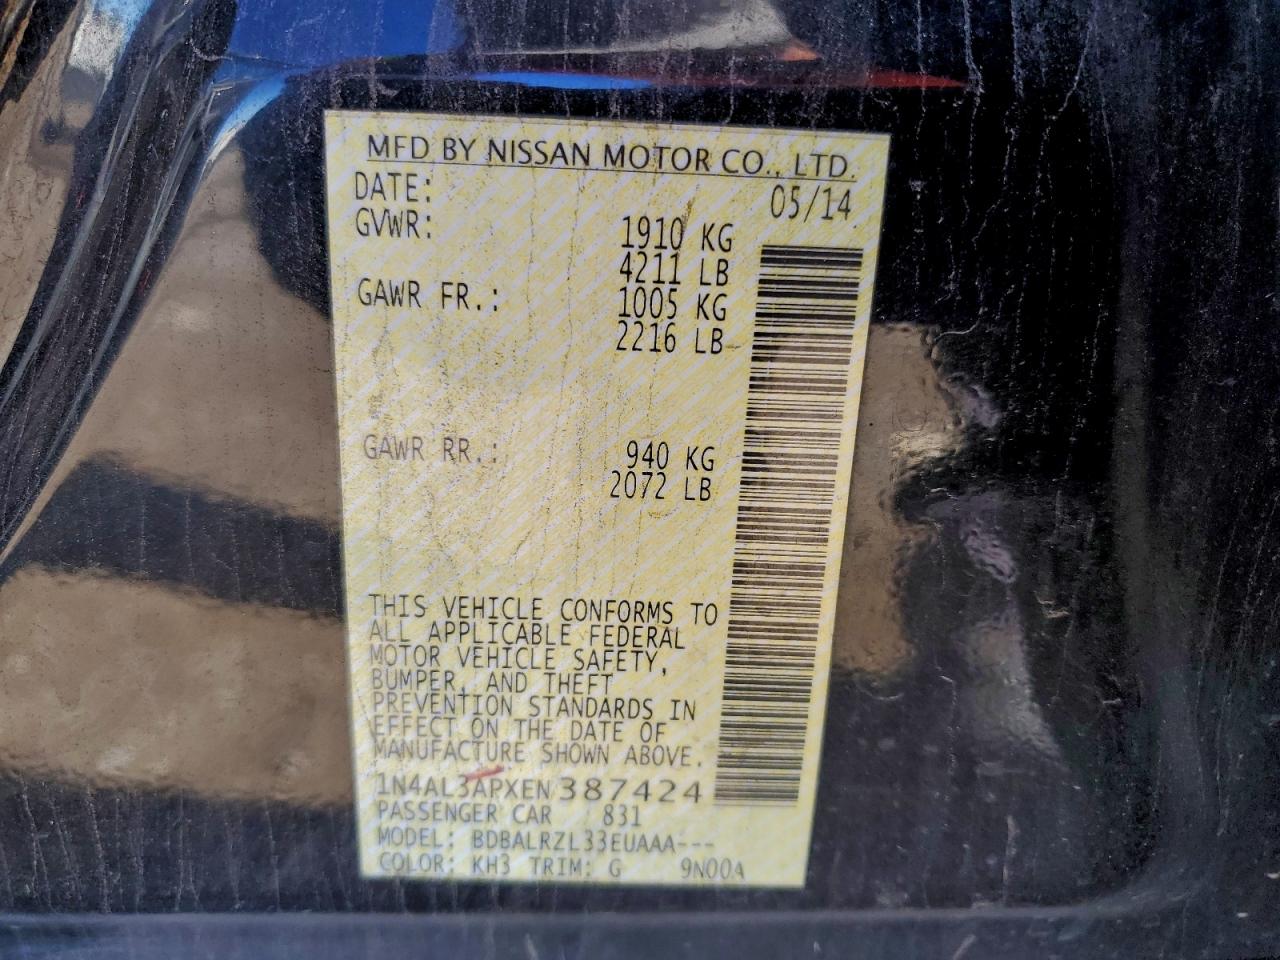 MFD BY NISSAN MOTOR CO., LTD.
DATE: 05/14
GVWR: 1910 KG
4211 LB
GAWR FR.: 1005 KG
2216 LB
GAWR RR.: 940 KG
2072 LB
THIS VEHICLE CONFORMS TO
ALL APPLICABLE FEDERAL
MOTOR VEHICLE SAFETY,
BUMPER, AND THEFT
PREVENTION STANDARDS IN
EFFECT ON THE DATE OF
MANUFACTURE SHOWN ABOVE.
1N4AL3APXEN387424
PASSENGER CAR 831
MODEL: BDBALRZL33EUAAA---
COLOR: KH3 TRIM: G 9N00A